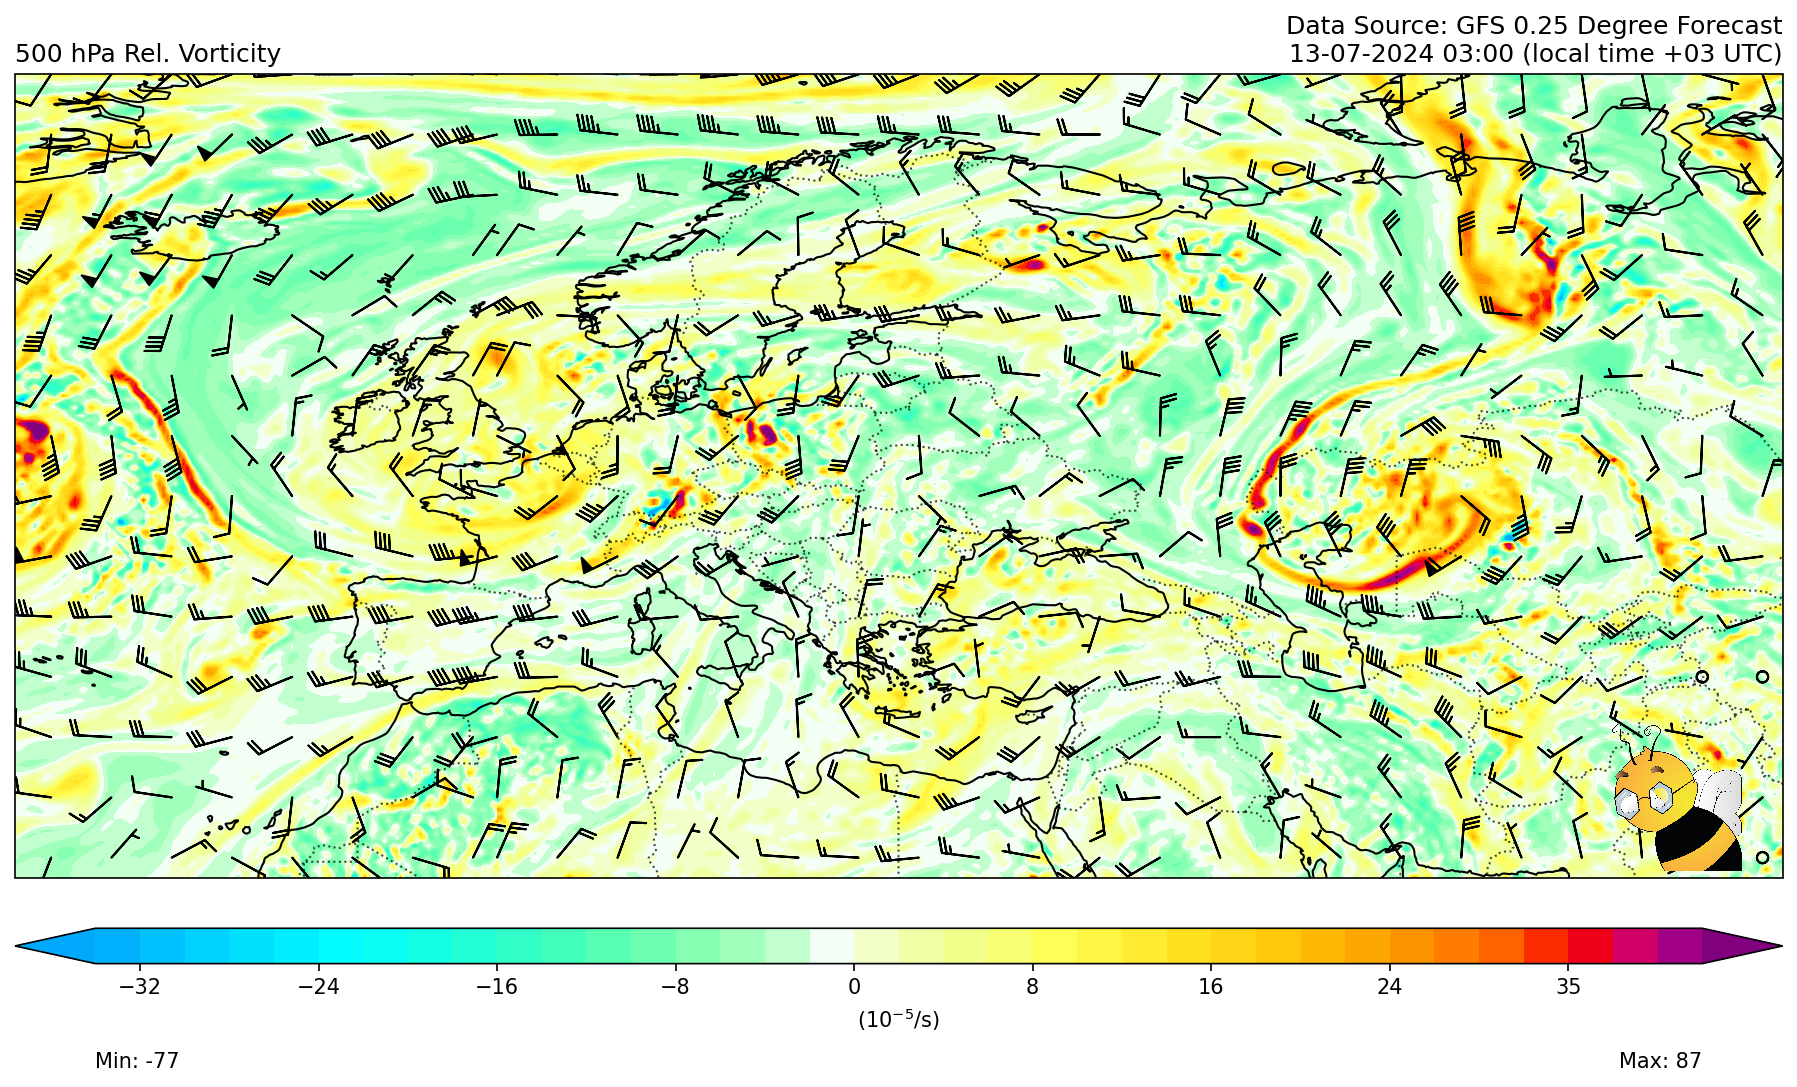 Data Source: GFS 0.25 Degree Forecast
500 hPa Rel. Vorticity
13-07-2024 03:00 (local time +03 UTC)
−32 −24 −16 −8 0 8 16 24 35
(10⁻⁵/s)
Min: -77
Max: 87